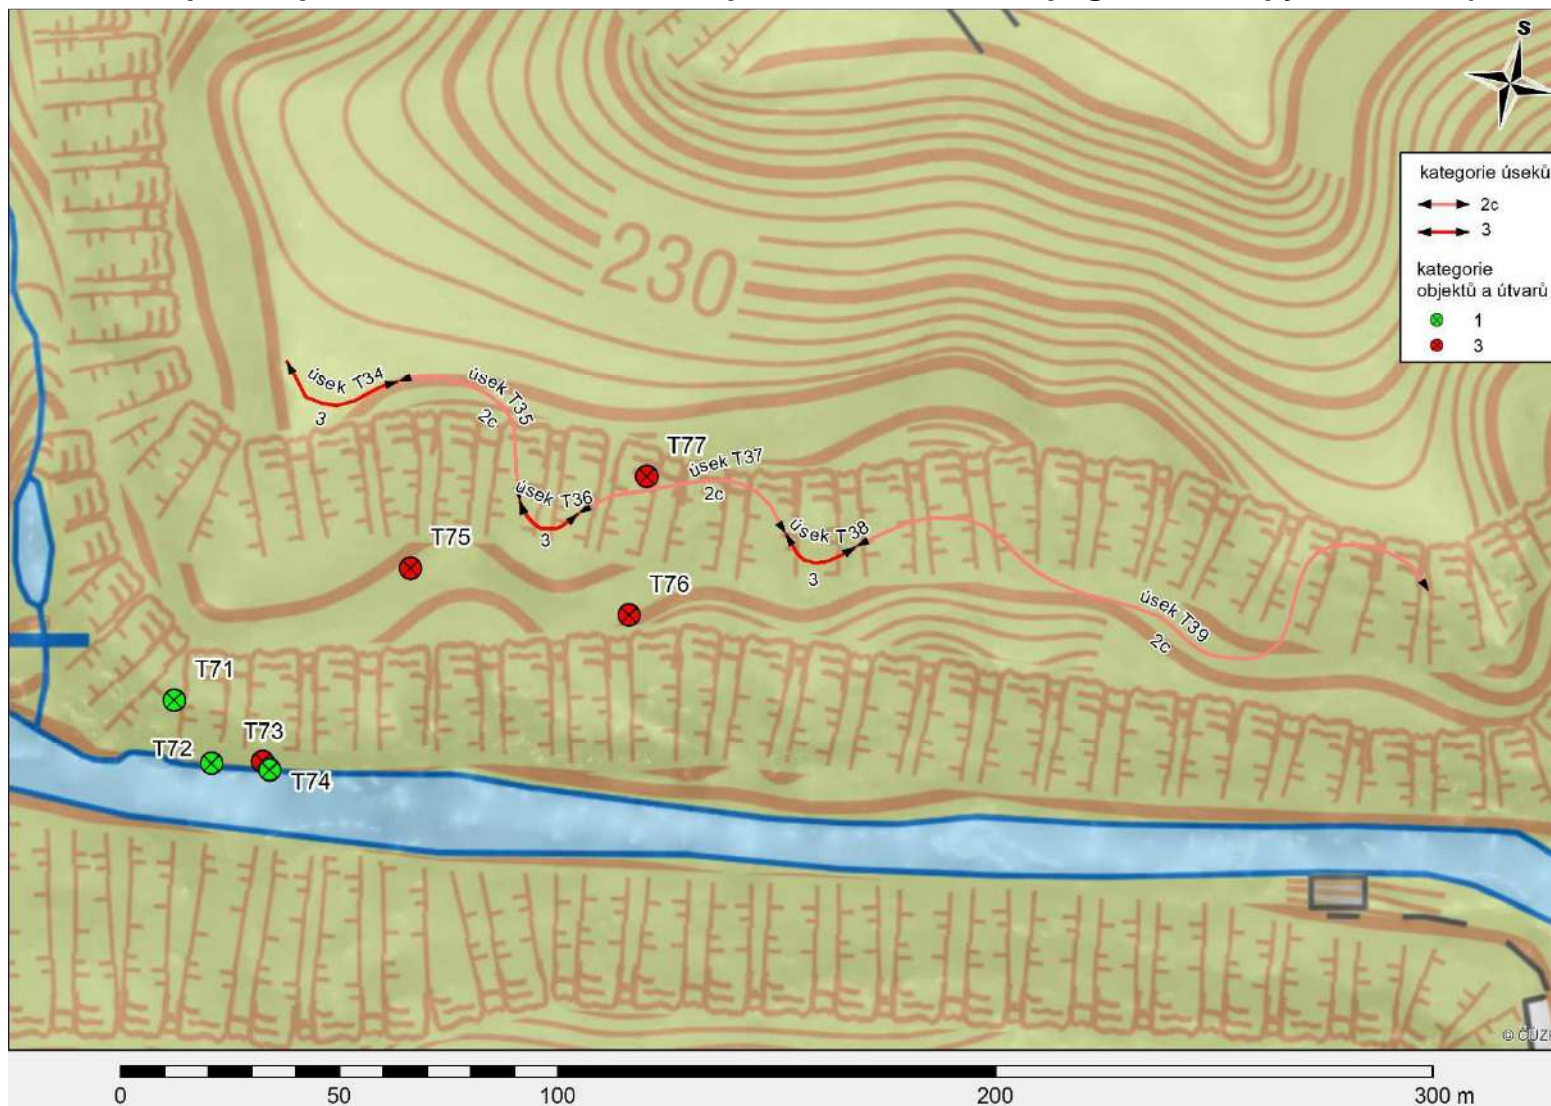 S
kategorie úseků
2c
3
kategorie
objektů a útvarů
1
3
230
úsek T34
3
úsek T35
2c
T77
úsek T37
2c
úsek T36
3
úsek T38
3
T75
T76
úsek T39
2c
T71
T72
T73
T74
0
50
100
200
300 m